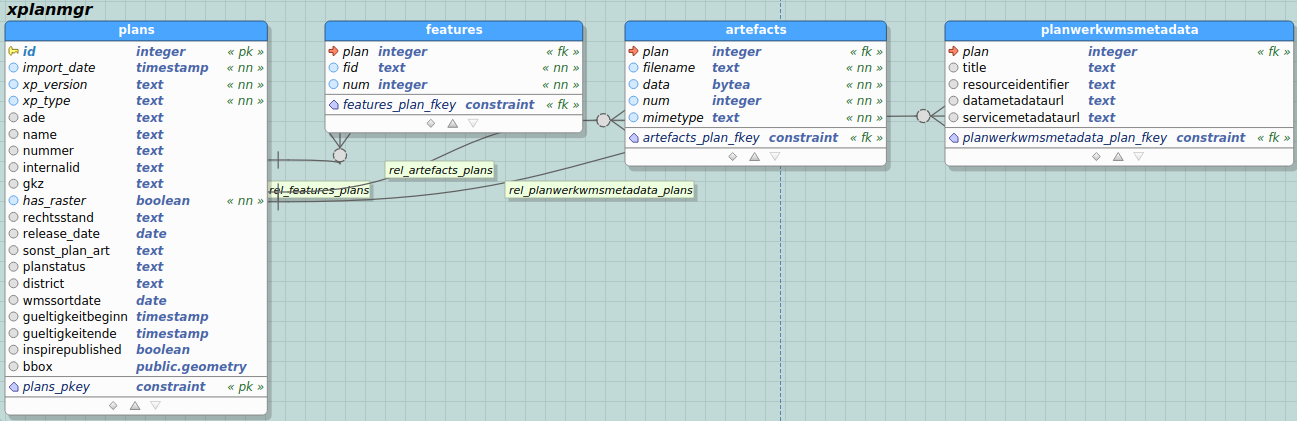 xplanmgr
plans
id integer « pk »
import_date timestamp « nn »
xp_version text « nn »
xp_type text « nn »
ade text
name text
nummer text
internalid text
gkz text
has_raster boolean « nn »
rechtsstand text
release_date date
sonst_plan_art text
planstatus text
district text
wmssortdate date
gueltigkeitbeginn timestamp
gueltigkeitende timestamp
inspirepublished boolean
bbox public.geometry
plans_pkey constraint « pk »
features
plan integer « fk »
fid text « nn »
num integer « nn »
features_plan_fkey constraint « fk »
artefacts
plan integer « fk »
filename text « nn »
data bytea « nn »
num integer « nn »
mimetype text « nn »
artefacts_plan_fkey constraint « fk »
planwerkwmsmetadata
plan integer « fk »
title text
resourceidentifier text
datametadataurl text
servicemetadataurl text
planwerkwmsmetadata_plan_fkey constraint « fk »
rel_artefacts_plans
rel_features_plans
rel_planwerkwmsmetadata_plans